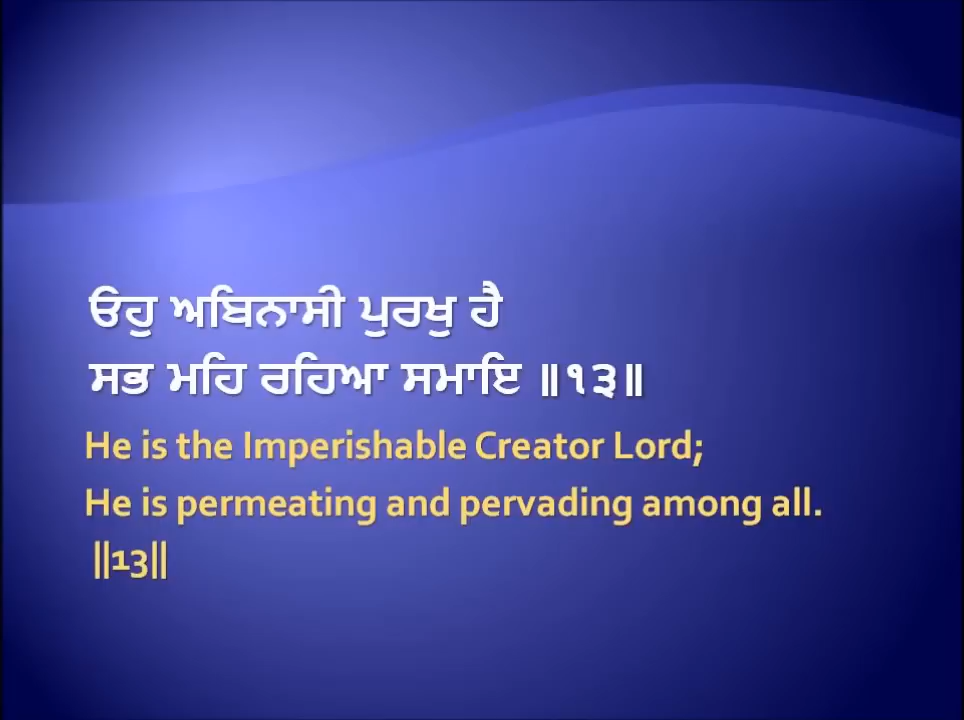 ਓਹੁ ਅਬਿਨਾਸੀ ਪੁਰਖੁ ਹੈ
ਸਭ ਮਹਿ ਰਹਿਆ ਸਮਾਇ ॥੧੩॥
He is the Imperishable Creator Lord;
He is permeating and pervading among all.
||13||